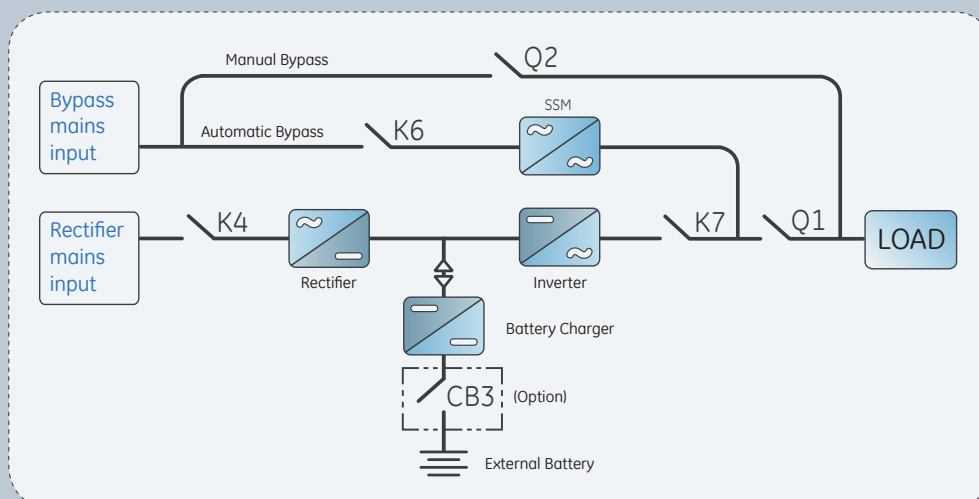 Manual Bypass
Q2
Bypass
mains
input
SSM
Automatic Bypass
K6
Rectifier
mains
input
K4
K7
Q1
LOAD
Rectifier
Inverter
Battery Charger
CB3
(Option)
External Battery